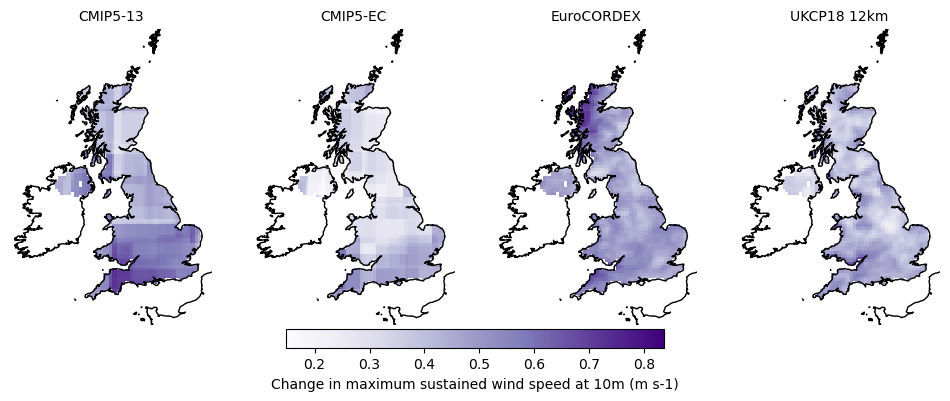 CMIP5-13 CMIP5-EC EuroCORDEX UKCP18 12km
0.2 0.3 0.4 0.5 0.6 0.7 0.8
Change in maximum sustained wind speed at 10m (m s-1)